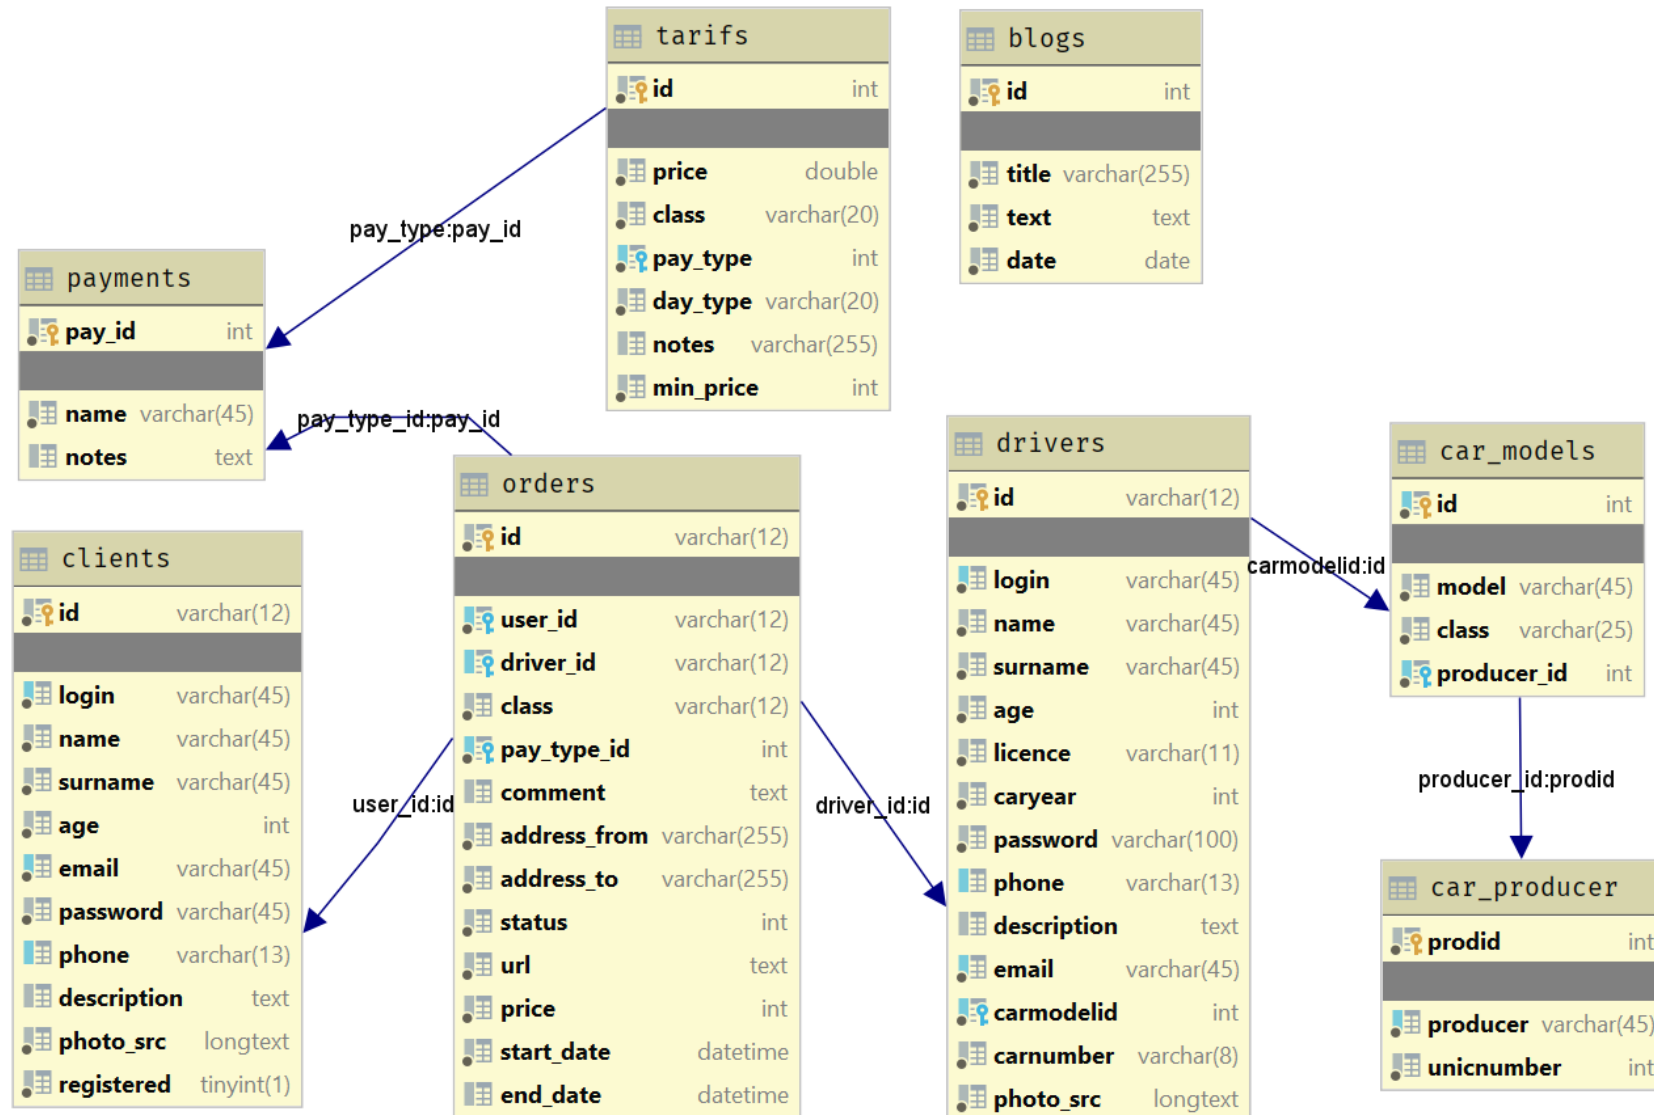 tarifs
id int
price double
class varchar(20)
pay_type int
day_type varchar(20)
notes varchar(255)
min_price int
blogs
id int
title varchar(255)
text text
date date
pay_type:pay_id
payments
pay_id int
name varchar(45)
notes text
pay_type_id:pay_id
clients
id varchar(12)
login varchar(45)
name varchar(45)
surname varchar(45)
age int
email varchar(45)
password varchar(45)
phone varchar(13)
description text
photo_src longtext
registered tinyint(1)
user_id:id
orders
id varchar(12)
user_id varchar(12)
driver_id varchar(12)
class varchar(12)
pay_type_id int
comment text
address_from varchar(255)
address_to varchar(255)
status int
url text
price int
start_date datetime
end_date datetime
driver_id:id
drivers
id varchar(12)
login varchar(45)
name varchar(45)
surname varchar(45)
age int
licence varchar(11)
caryear int
password varchar(100)
phone varchar(13)
description text
email varchar(45)
carmodelid int
carnumber varchar(8)
photo_src longtext
carmodelid:id
car_models
id int
model varchar(45)
class varchar(25)
producer_id int
producer_id:prodid
car_producer
prodid int
producer varchar(45)
unicnumber int